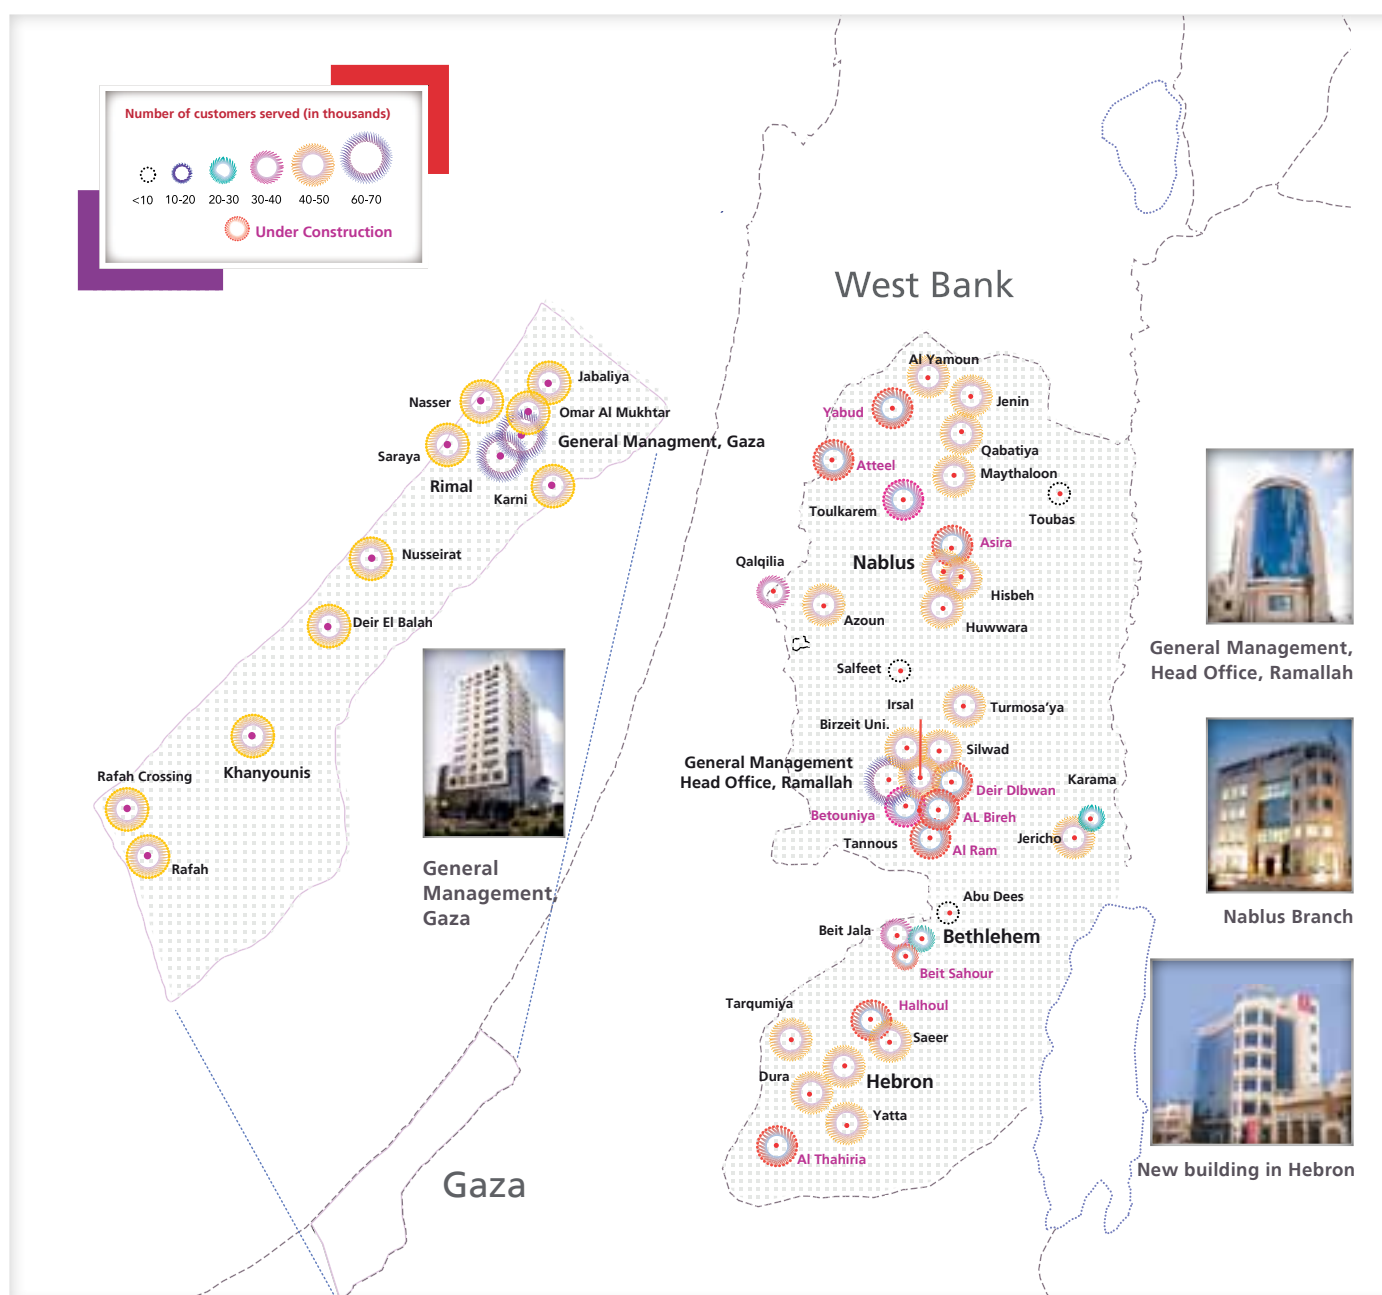 Number of customers served (in thousands)
<10 10-20 20-30 30-40 40-50 60-70
Under Construction
West Bank
Al Yamoun
Jenin
Yabud
Qabatiya
Atteel
Maythaloon
Toulkarem
Toubas
Asira
Nablus
Qalqilia
Hisbeh
Azoun
Huwwara
Salfeet
Irsal
Turmosa'ya
Birzeit Uni.
Silwad
General Management
Head Office, Ramallah
Karama
Deir DIbwan
Betouniya
AL Bireh
Tannous
Al Ram
Jericho
Abu Dees
Beit Jala
Bethlehem
Beit Sahour
Tarqumiya
Halhoul
Saeer
Dura
Hebron
Yatta
Al Thahiria
Jabaliya
Nasser
Omar Al Mukhtar
General Managment, Gaza
Saraya
Rimal
Karni
Nusseirat
Deir El Balah
Rafah Crossing
Khanyounis
Rafah
General
Management,
Gaza
Gaza
General Management,
Head Office, Ramallah
Nablus Branch
New building in Hebron